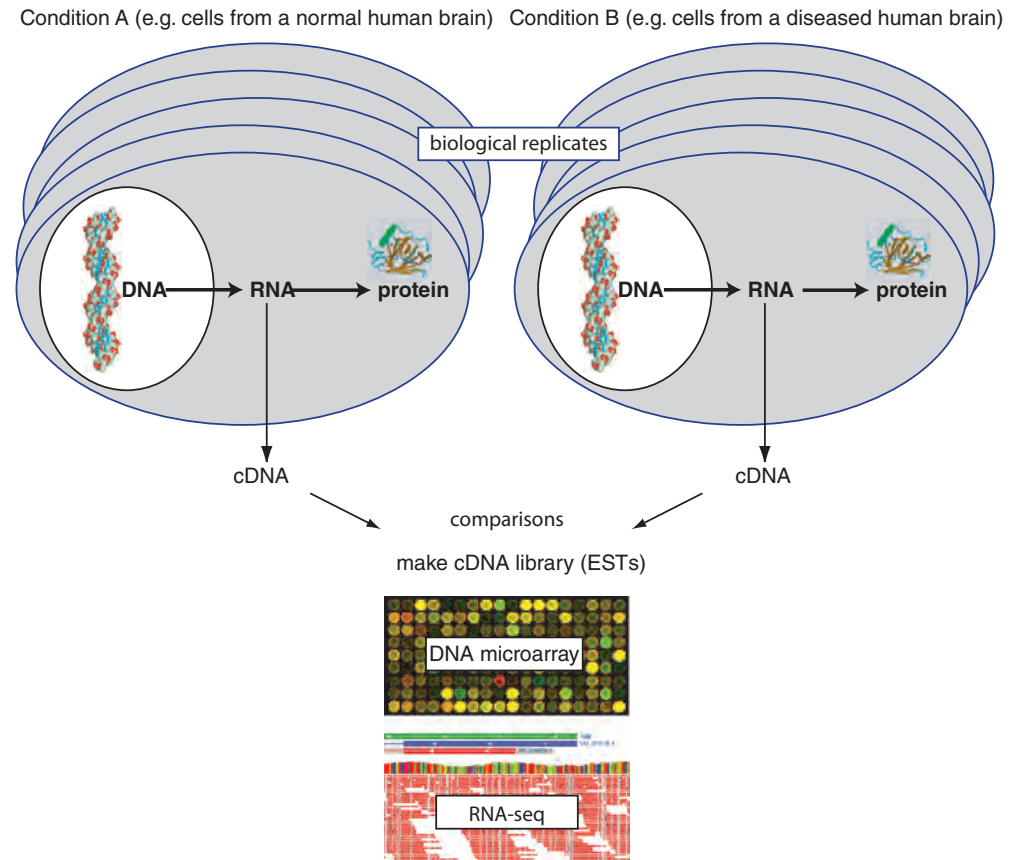 Condition A (e.g. cells from a normal human brain)
Condition B (e.g. cells from a diseased human brain)
biological replicates
DNA
RNA
protein
DNA
RNA
protein
cDNA
cDNA
comparisons
make cDNA library (ESTs)
DNA microarray
RNA-seq